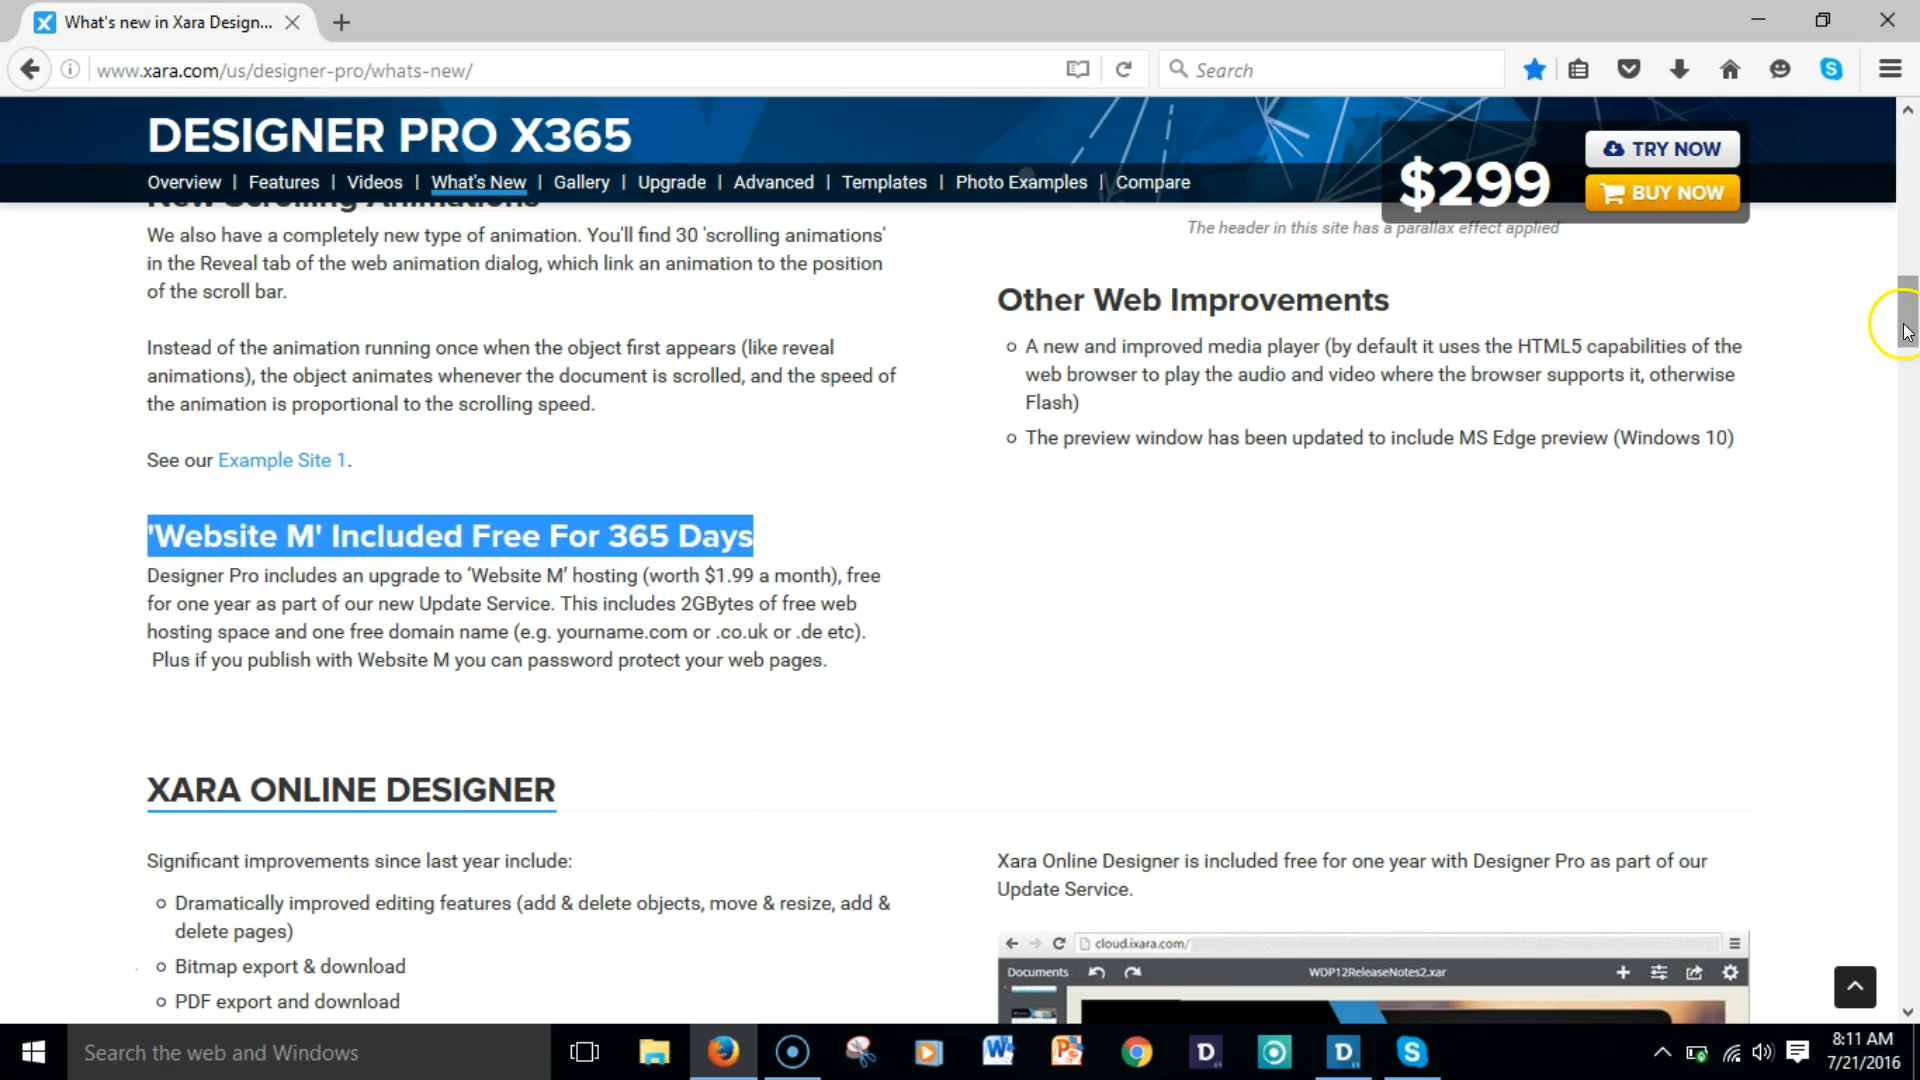 What's new in Xara Design...
www.xara.com/us/designer-pro/whats-new/
Search
DESIGNER PRO X365
$299
TRY NOW
BUY NOW
Overview | Features | Videos | What's New | Gallery | Upgrade | Advanced | Templates | Photo Examples | Compare
New Scrolling Animations
We also have a completely new type of animation. You'll find 30 'scrolling animations'
in the Reveal tab of the web animation dialog, which link an animation to the position
of the scroll bar.
Instead of the animation running once when the object first appears (like reveal
animations), the object animates whenever the document is scrolled, and the speed of
the animation is proportional to the scrolling speed.
See our Example Site 1.
'Website M' Included Free For 365 Days
Designer Pro includes an upgrade to ‘Website M’ hosting (worth $1.99 a month), free
for one year as part of our new Update Service. This includes 2GBytes of free web
hosting space and one free domain name (e.g. yourname.com or .co.uk or .de etc).
Plus if you publish with Website M you can password protect your web pages.
The header in this site has a parallax effect applied
Other Web Improvements
A new and improved media player (by default it uses the HTML5 capabilities of the
web browser to play the audio and video where the browser supports it, otherwise
Flash)
The preview window has been updated to include MS Edge preview (Windows 10)
XARA ONLINE DESIGNER
Significant improvements since last year include:
Dramatically improved editing features (add & delete objects, move & resize, add &
delete pages)
Bitmap export & download
PDF export and download
Xara Online Designer is included free for one year with Designer Pro as part of our
Update Service.
cloud.ixara.com/
Documents
WDP12ReleaseNotes2.xar
Search the web and Windows
8:11 AM
7/21/2016